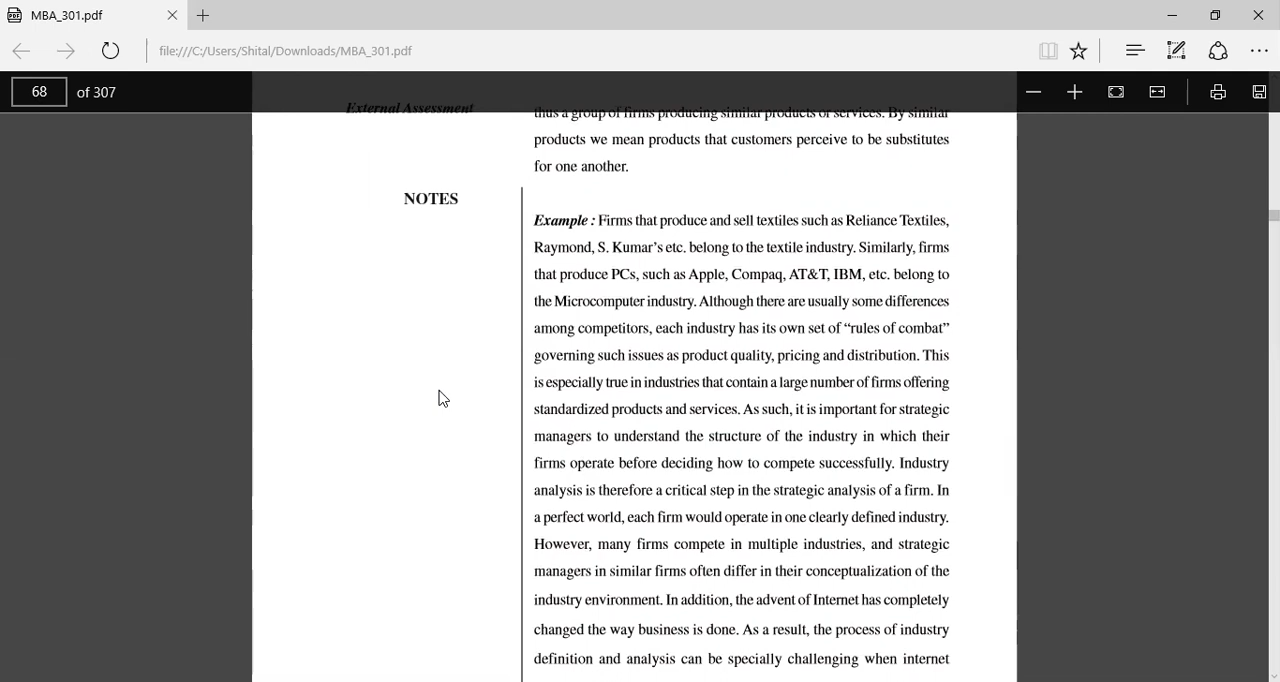 MBA_301.pdf
file:///C:/Users/Shital/Downloads/MBA_301.pdf
68 of 307
External Assessment
thus a group of firms producing similar products or services. By similar
products we mean products that customers perceive to be substitutes
for one another.
NOTES
Example : Firms that produce and sell textiles such as Reliance Textiles,
Raymond, S. Kumar's etc. belong to the textile industry. Similarly, firms
that produce PCs, such as Apple, Compaq, AT&T, IBM, etc. belong to
the Microcomputer industry. Although there are usually some differences
among competitors, each industry has its own set of “rules of combat”
governing such issues as product quality, pricing and distribution. This
is especially true in industries that contain a large number of firms offering
standardized products and services. As such, it is important for strategic
managers to understand the structure of the industry in which their
firms operate before deciding how to compete successfully. Industry
analysis is therefore a critical step in the strategic analysis of a firm. In
a perfect world, each firm would operate in one clearly defined industry.
However, many firms compete in multiple industries, and strategic
managers in similar firms often differ in their conceptualization of the
industry environment. In addition, the advent of Internet has completely
changed the way business is done. As a result, the process of industry
definition and analysis can be specially challenging when internet